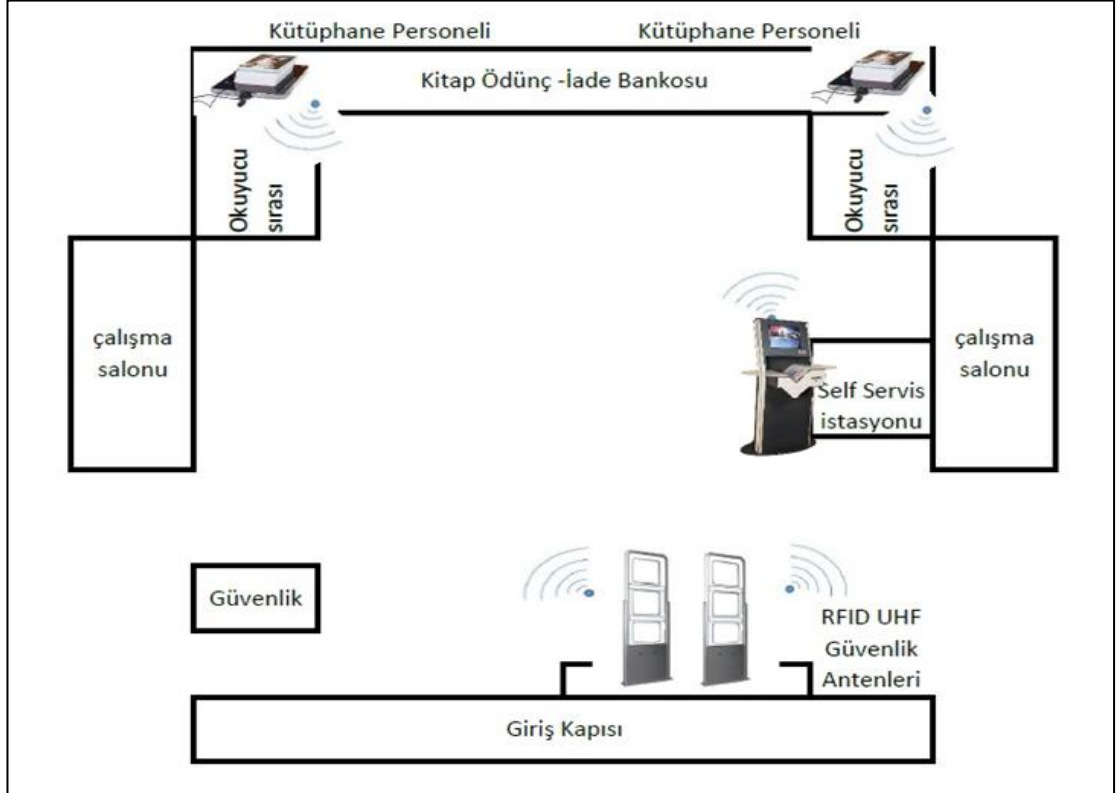 Kütüphane Personeli
Kütüphane Personeli
Kitap Ödünç -İade Bankosu
Okuyucu
sırası
Okuyucu
sırası
çalışma
salonu
çalışma
salonu
Self Servis
istasyonu
Güvenlik
RFID UHF
Güvenlik
Antenleri
Giriş Kapısı